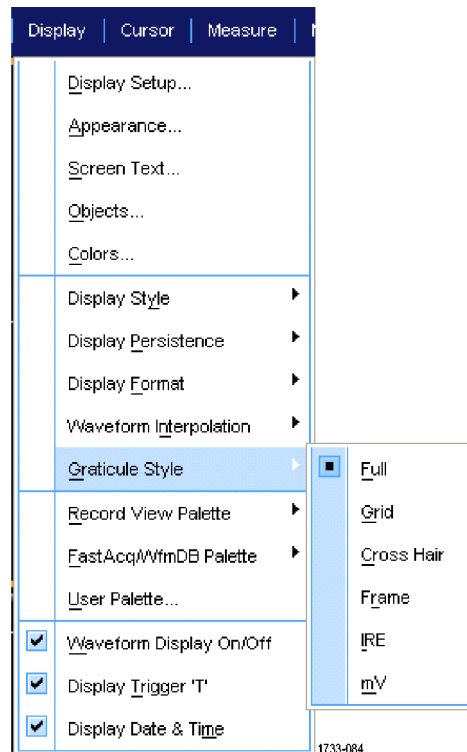 Display Cursor Measure
Display Setup...
Appearance...
Screen Text...
Objects...
Colors...
Display Style
Display Persistence
Display Format
Waveform Interpolation
Graticule Style
Full
Grid
Cross Hair
Frame
IRE
mV
Record View Palette
FastAcq/WfmDB Palette
User Palette...
Waveform Display On/Off
Display Trigger 'T'
Display Date & Time
1733-084